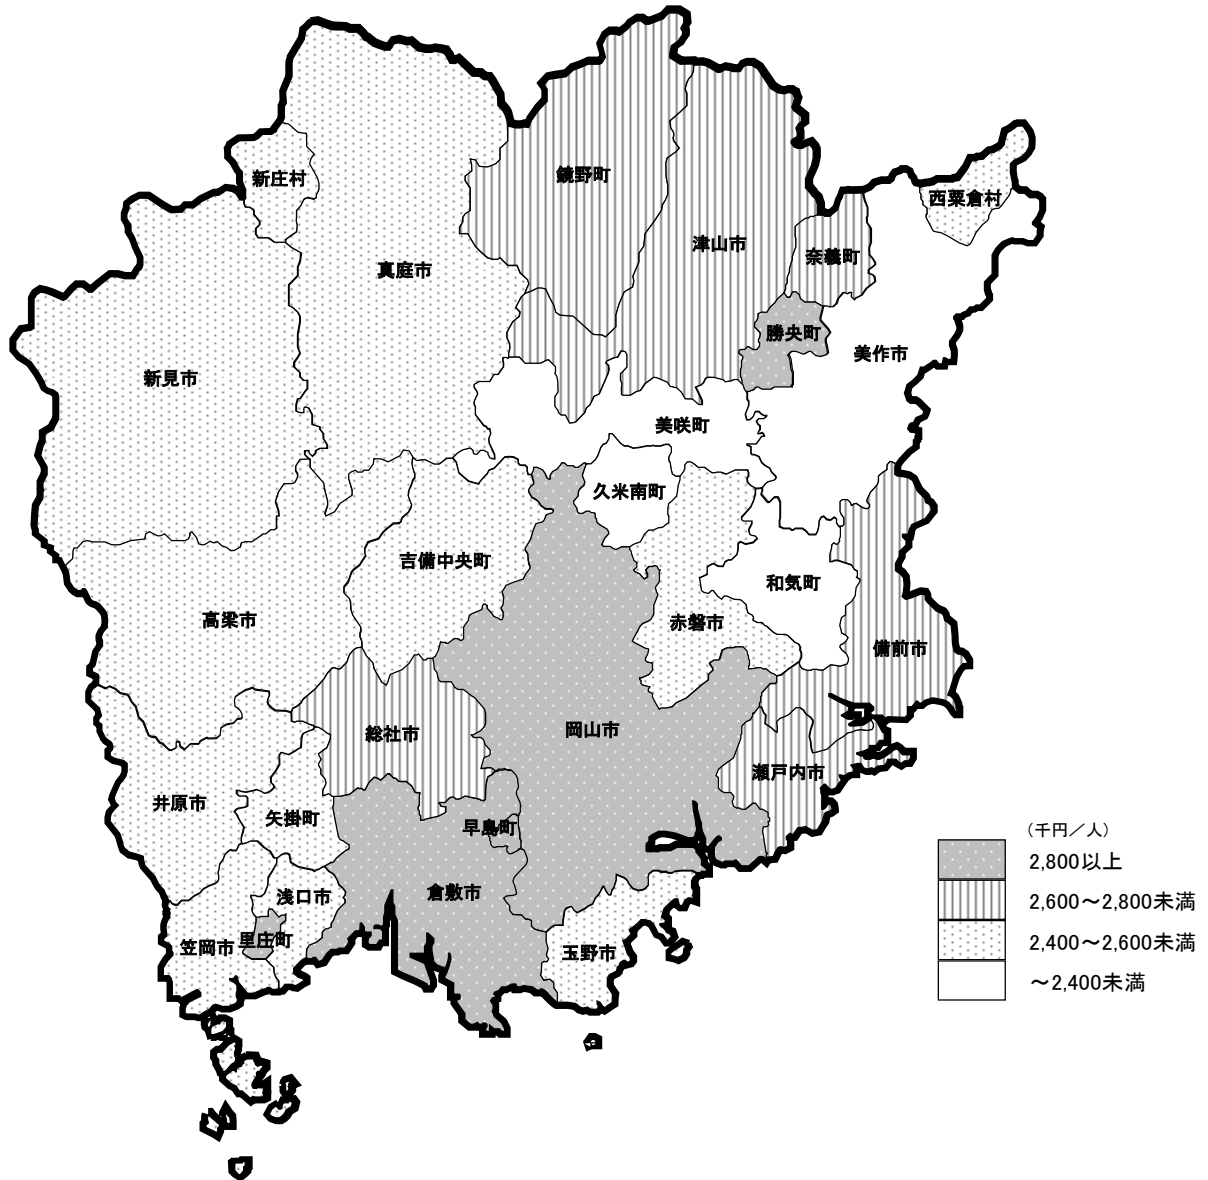 新庄村
鏡野町
西粟倉村
津山市
奈義町
真庭市
勝央町
美作市
新見市
美咲町
久米南町
吉備中央町
和気町
高梁市
赤磐市
備前市
総社市
岡山市
瀬戸内市
井原市
矢掛町
早島町
倉敷市
浅口市
里庄町
笠岡市
玉野市
（千円／人）
2,800以上
2,600～2,800未満
2,400～2,600未満
～2,400未満